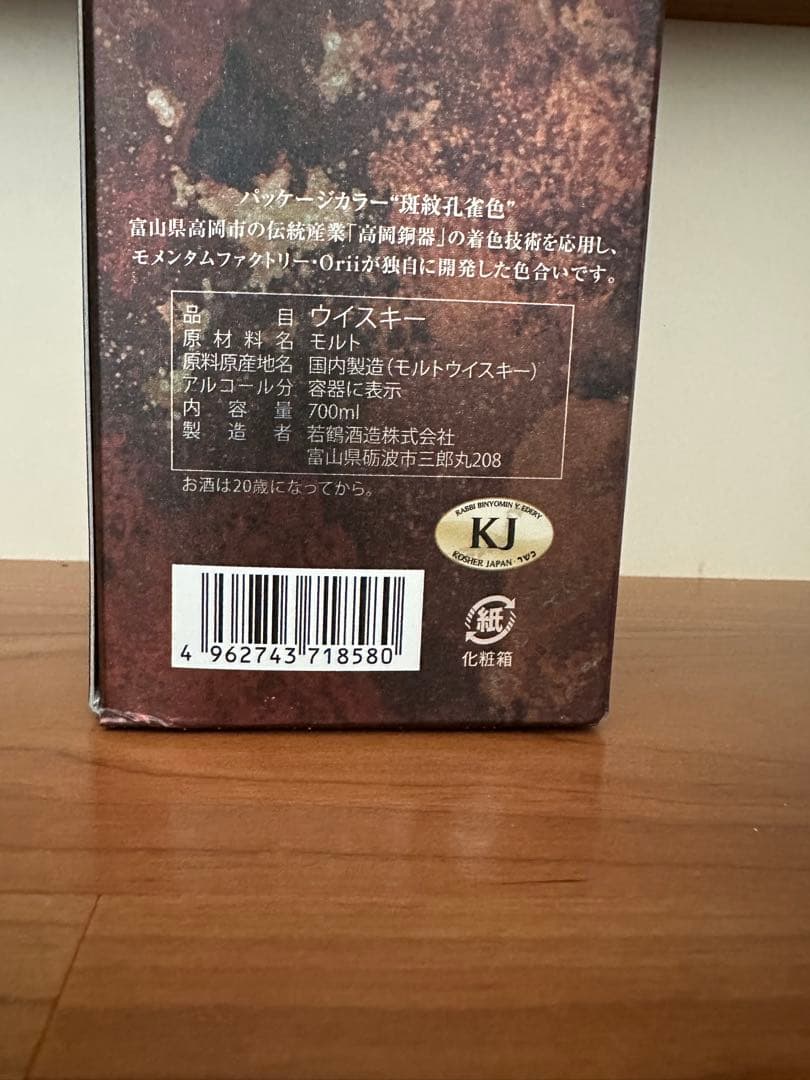 パッケージカラー“斑紋孔雀色”
富山県高岡市の伝統産業「高岡銅器」の着色技術を応用し、
モメンタムファクトリー・Oriiが独自に開発した色合いです。
品目 ウイスキー
原材料名 モルト
原料原産地名 国内製造（モルトウイスキー）
アルコール分 容器に表示
内容量 700ml
製造者 若鶴酒造株式会社
富山県砺波市三郎丸208
お酒は20歳になってから。
RABBI BINYOMIN Y. EDERY
KJ
KOSHER JAPAN・כשר
紙
化粧箱
4 962743 718580